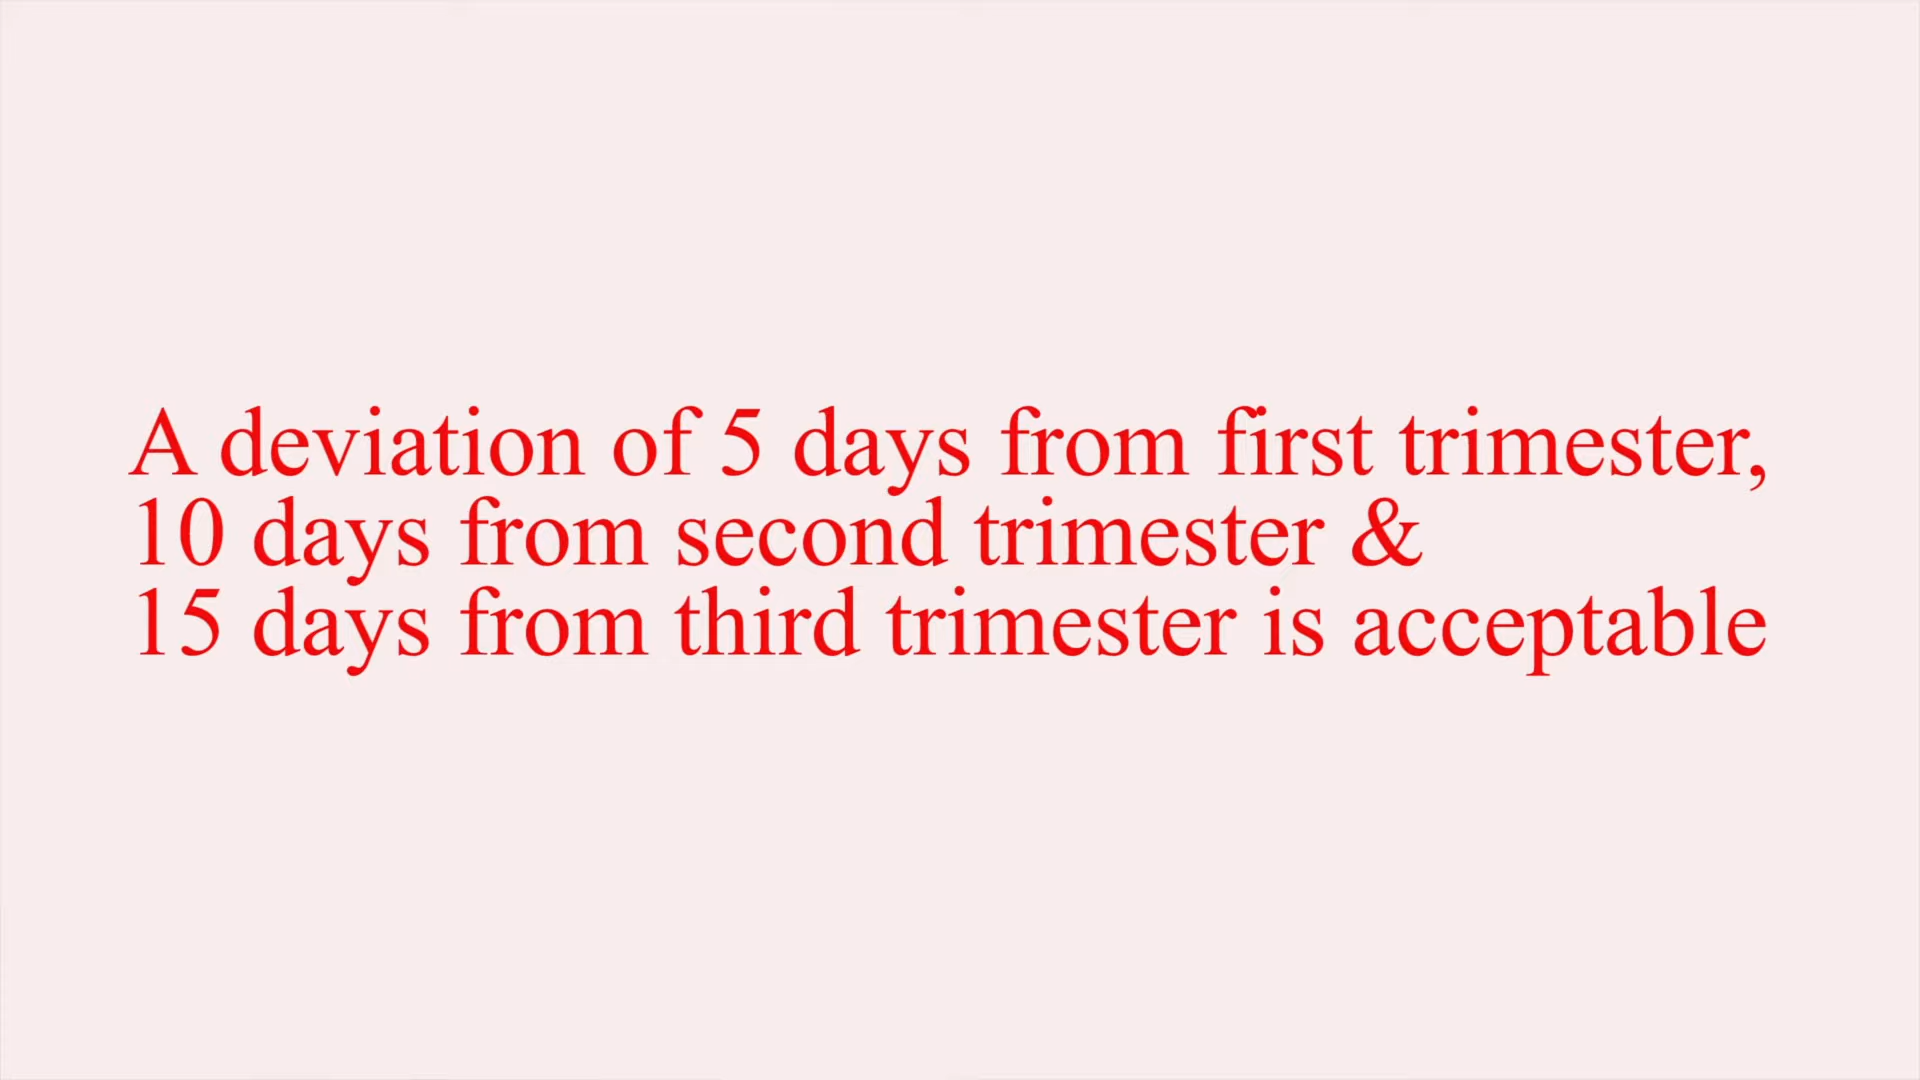 A deviation of 5 days from first trimester,
10 days from second trimester &
15 days from third trimester is acceptable